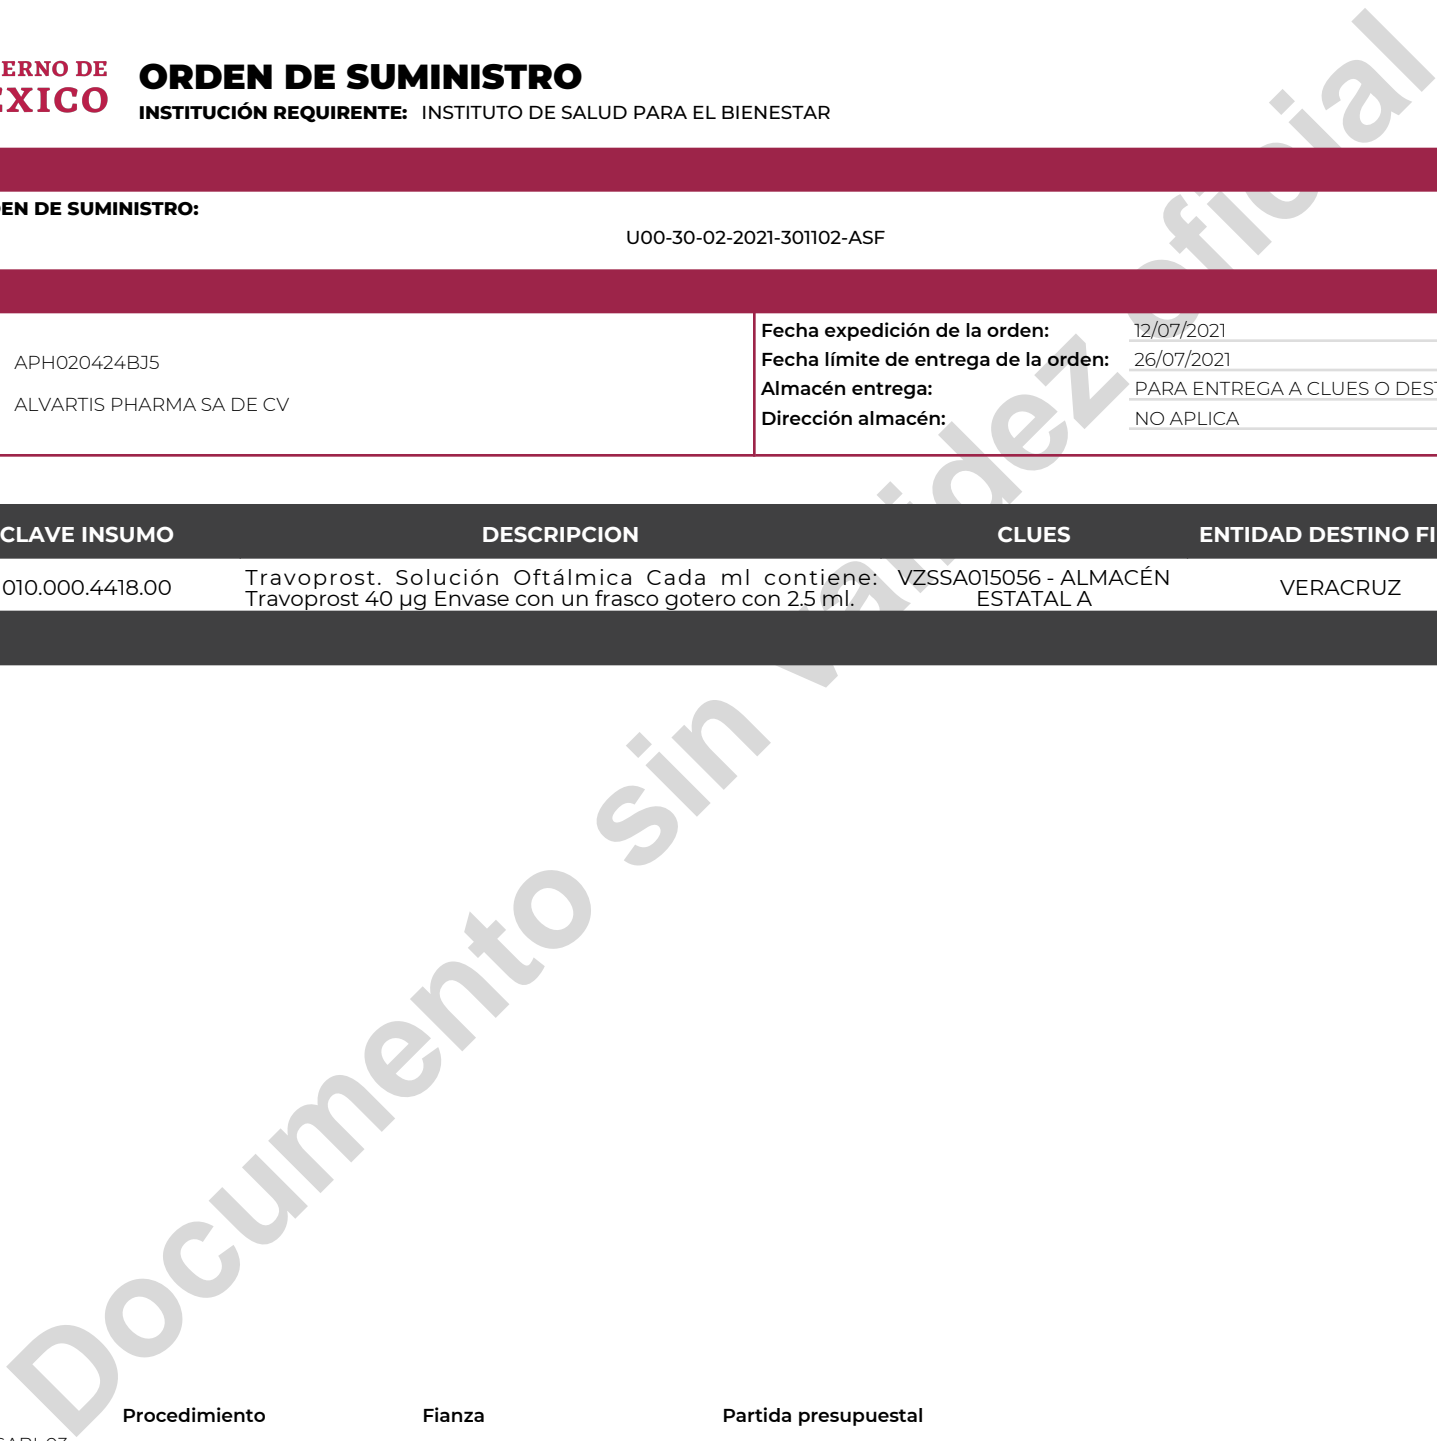 ERNO DE
EXICO
ORDEN DE SUMINISTRO
INSTITUCIÓN REQUIRENTE: INSTITUTO DE SALUD PARA EL BIENESTAR
EN DE SUMINISTRO:
U00-30-02-2021-301102-ASF
APH020424BJ5
ALVARTIS PHARMA SA DE CV
Fecha expedición de la orden: 12/07/2021
Fecha límite de entrega de la orden: 26/07/2021
Almacén entrega: PARA ENTREGA A CLUES O DEST
Dirección almacén: NO APLICA
CLAVE INSUMO DESCRIPCION CLUES ENTIDAD DESTINO FI
010.000.4418.00
Travoprost. Solución Oftálmica Cada ml contiene:
Travoprost 40 µg Envase con un frasco gotero con 2.5 ml.
VZSSA015056 - ALMACÉN
ESTATAL A
VERACRUZ
Documento sin validez oficial
Procedimiento Fianza Partida presupuestal